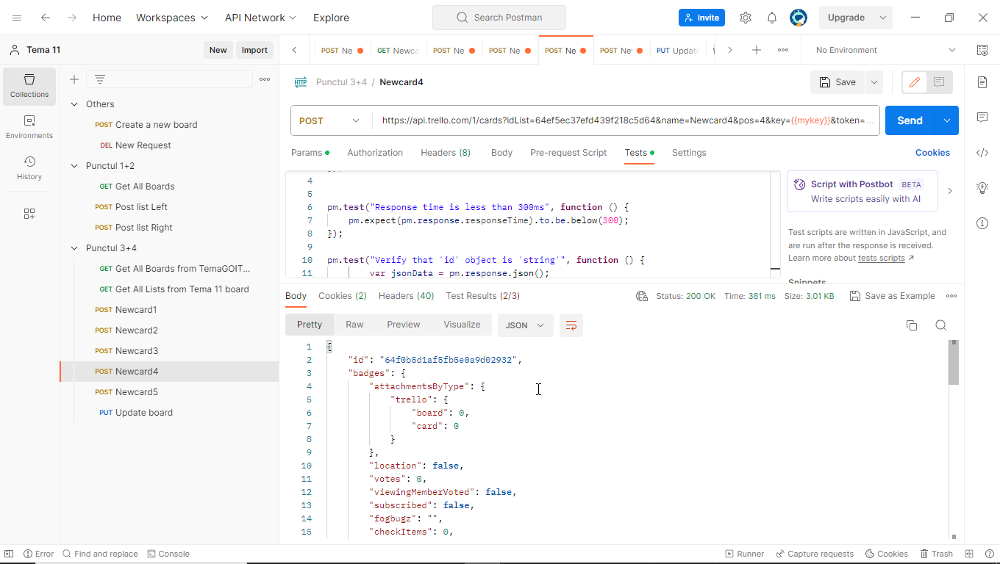 Home Workspaces API Network Explore Search Postman Invite Upgrade
Tema 11 New Import POST Ne GET Newca POST Ne POST Ne POST Ne POST Ne PUT Update No Environment
Collections
Environments
History
Others
POST Create a new board
DEL New Request
Punctul 1+2
GET Get All Boards
POST Post list Left
POST Post list Right
Punctul 3+4
GET Get All Boards from TemaGOIT...
GET Get All Lists from Tema 11 board
POST Newcard1
POST Newcard2
POST Newcard3
POST Newcard4
POST Newcard5
PUT Update board
HTTP Punctul 3+4 / Newcard4 Save
POST https://api.trello.com/1/cards?idList=64ef5ec37efd439f218c5d64&name=Newcard4&pos=4&key={{mykey}}&token=... Send
Params Authorization Headers (8) Body Pre-request Script Tests Settings Cookies
4
5
6 pm.test("Response time is less than 300ms", function () {
7 pm.expect(pm.response.responseTime).to.be.below(300);
8 });
9
10 pm.test("Verify that 'id' object is 'string'", function () {
11 var jsonData = pm.response.json();
Script with Postbot BETA
Write scripts easily with AI
Test scripts are written in JavaScript, and
are run after the response is received.
Learn more about tests scripts ↗
Snippets
Body Cookies (2) Headers (40) Test Results (2/3) Status: 200 OK Time: 381 ms Size: 3.01 KB Save as Example
Pretty Raw Preview Visualize JSON
1 {
2 "id": "64f0b5d1af5fb5e0a9d02932",
3 "badges": {
4 "attachmentsByType": {
5 "trello": {
6 "board": 0,
7 "card": 0
8 }
9 },
10 "location": false,
11 "votes": 0,
12 "viewingMemberVoted": false,
13 "subscribed": false,
14 "fogbugz": "",
15 "checkItems": 0,
Error Find and replace Console Runner Capture requests Cookies Trash